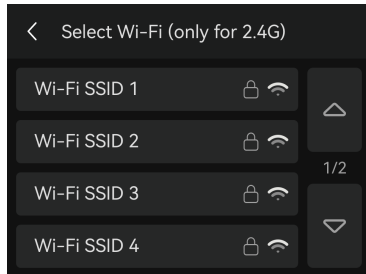 Select Wi-Fi (only for 2.4G)
Wi-Fi SSID 1
Wi-Fi SSID 2
1/2
Wi-Fi SSID 3
Wi-Fi SSID 4